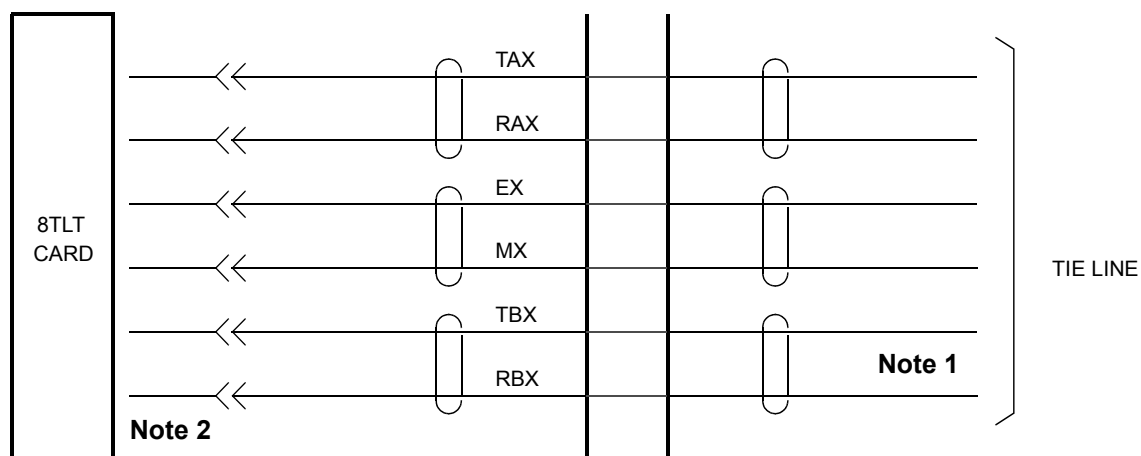 TAX
RAX
EX
8TLT
CARD
MX
TIE LINE
TBX
Note 1
RBX
Note 2